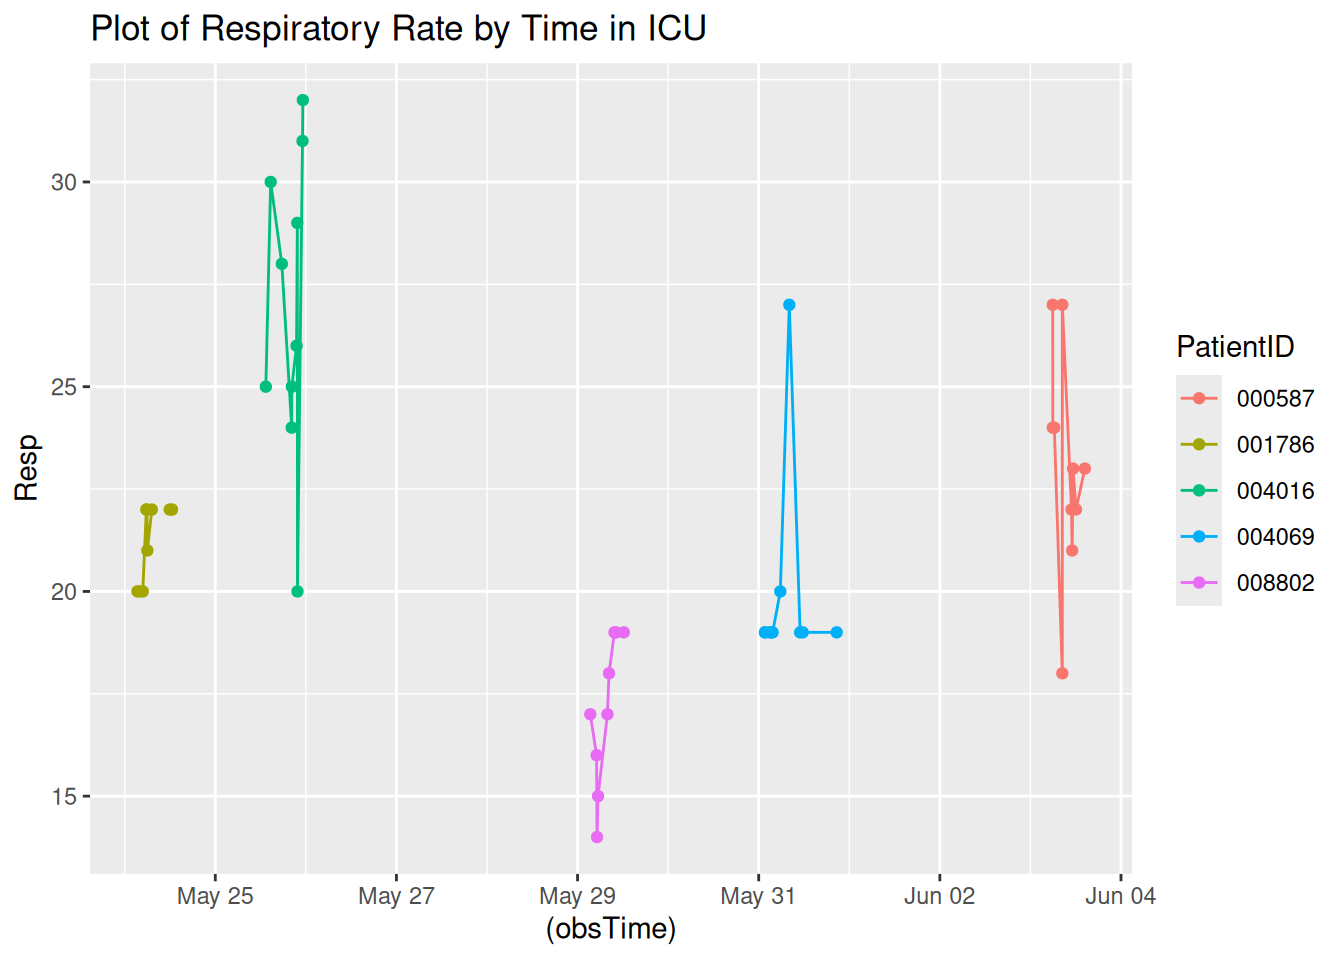 Plot of Respiratory Rate by Time in ICU
Resp
30
25
20
15
May 25
May 27
May 29
May 31
Jun 02
Jun 04
(obsTime)
PatientID
000587
001786
004016
004069
008802